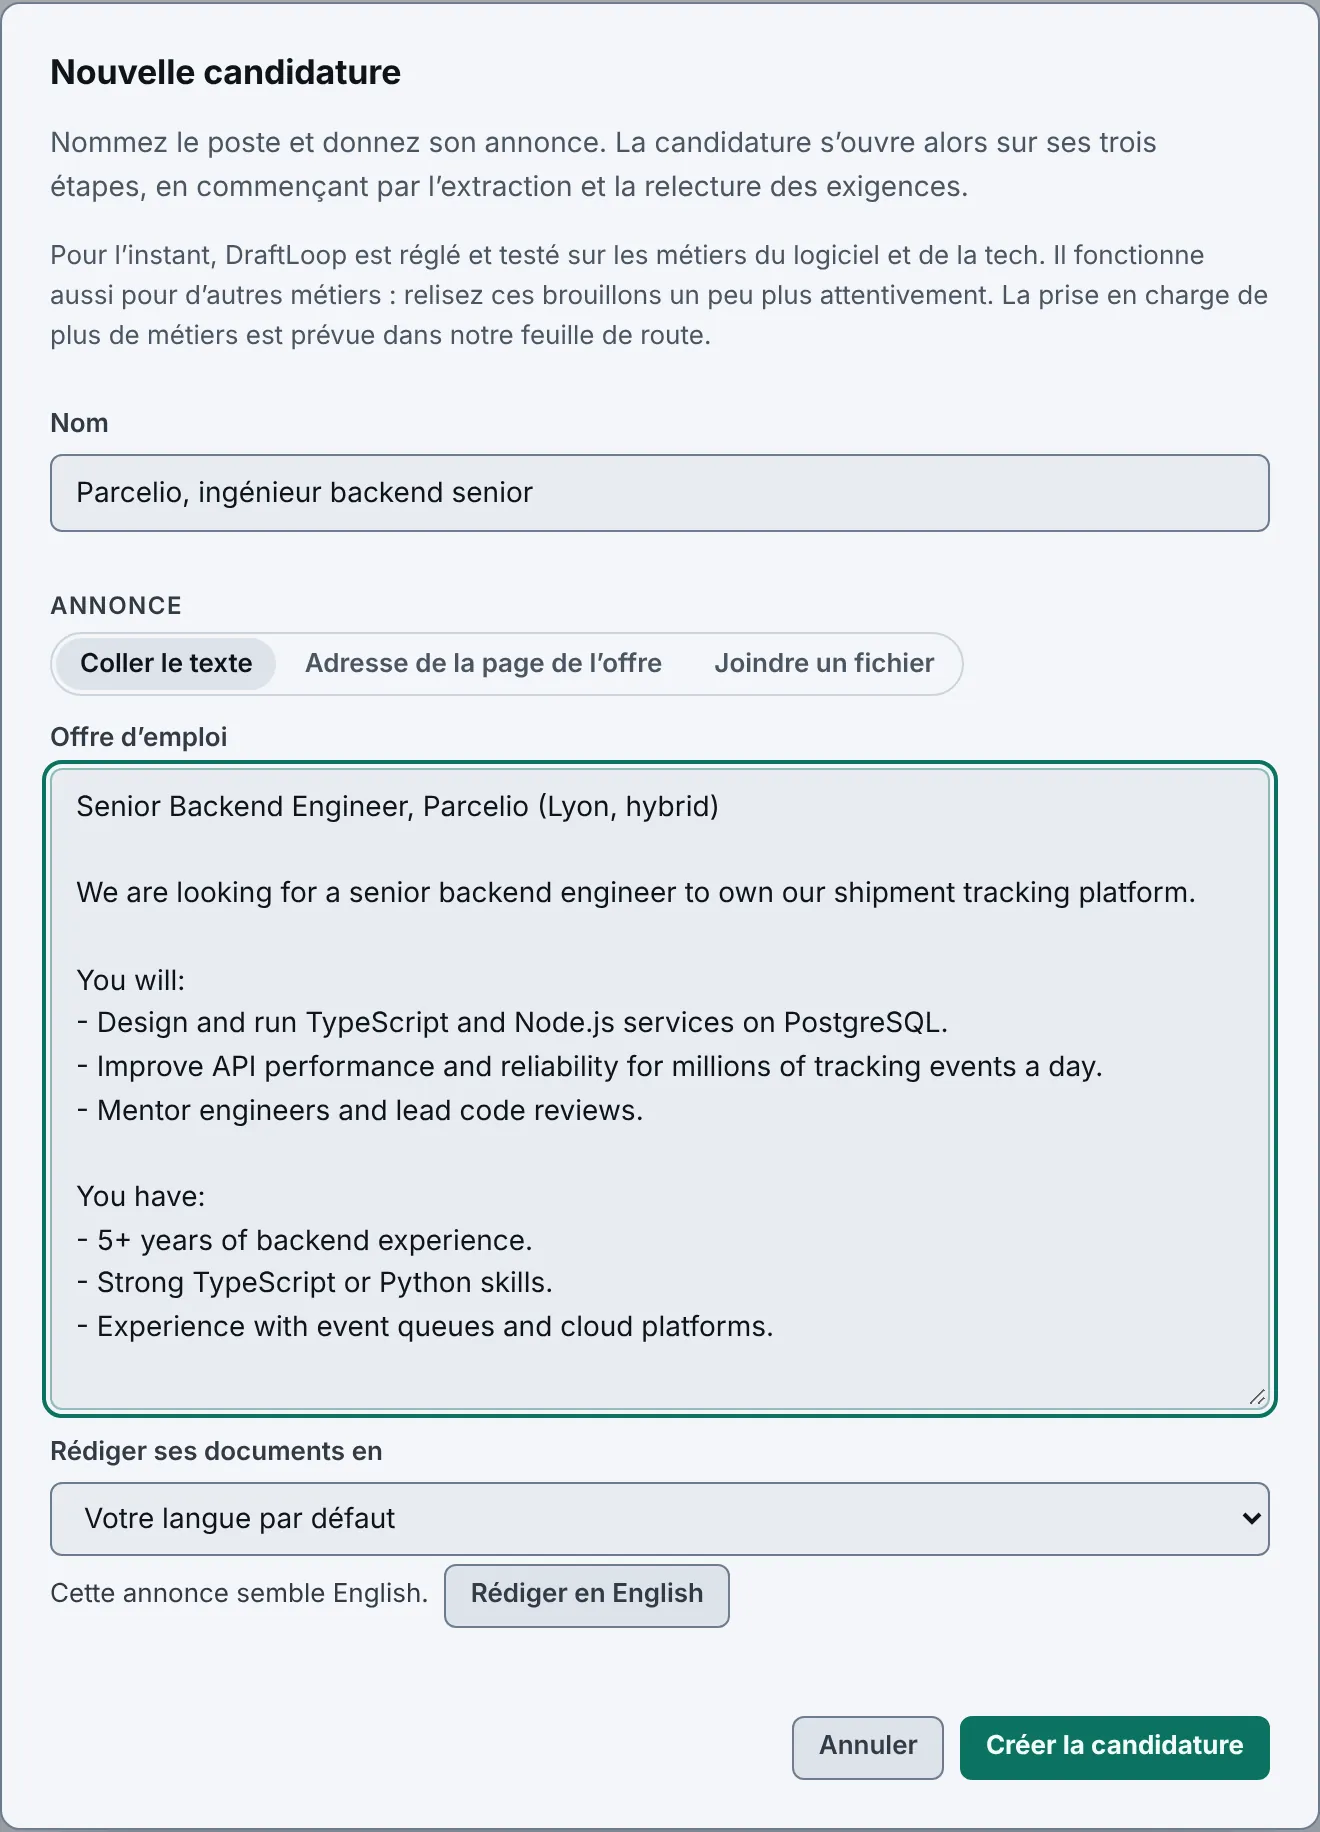 Nouvelle candidature
Nommez le poste et donnez son annonce. La candidature s’ouvre alors sur ses trois
étapes, en commençant par l’extraction et la relecture des exigences.
Pour l’instant, DraftLoop est réglé et testé sur les métiers du logiciel et de la tech. Il fonctionne
aussi pour d’autres métiers : relisez ces brouillons un peu plus attentivement. La prise en charge de
plus de métiers est prévue dans notre feuille de route.
Nom
Parcelio, ingénieur backend senior
ANNONCE
Coller le texte Adresse de la page de l’offre Joindre un fichier
Offre d’emploi
Senior Backend Engineer, Parcelio (Lyon, hybrid)
We are looking for a senior backend engineer to own our shipment tracking platform.
You will:
- Design and run TypeScript and Node.js services on PostgreSQL.
- Improve API performance and reliability for millions of tracking events a day.
- Mentor engineers and lead code reviews.
You have:
- 5+ years of backend experience.
- Strong TypeScript or Python skills.
- Experience with event queues and cloud platforms.
Rédiger ses documents en
Votre langue par défaut
Cette annonce semble English. Rédiger en English
Annuler Créer la candidature